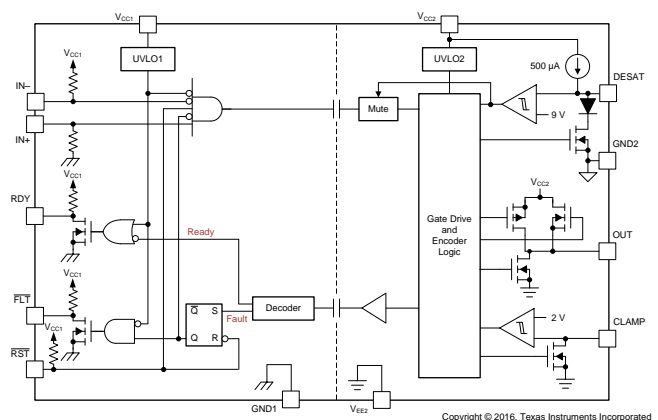 VCC1
VCC2
UVLO1
UVLO2
500 µA
DESAT
VCC1
IN–
IN+
Mute
9 V
GND2
VCC1
RDY
Ready
VCC2
Gate Drive and Encoder Logic
OUT
VCC1
FLT
VCC1
Q S
Fault
Q R
Decoder
2 V
CLAMP
RST
GND1
VEE2
Copyright © 2016, Texas Instruments Incorporated